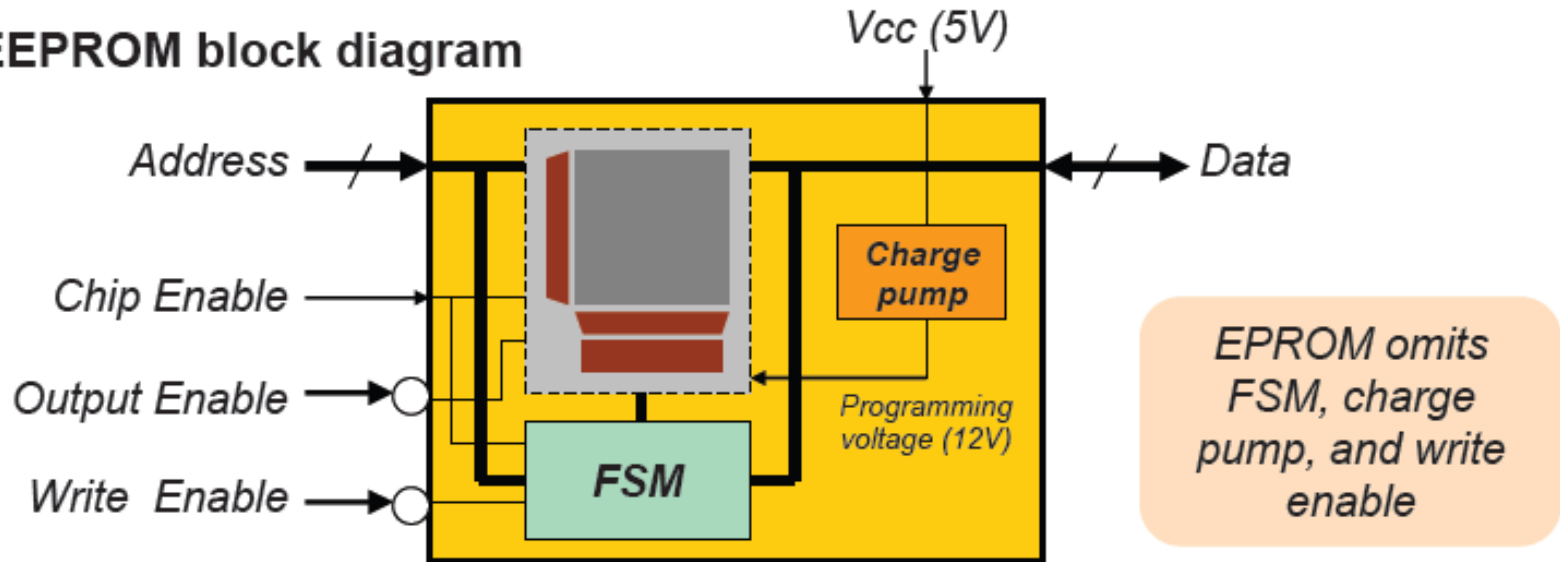 EEPROM block diagram
Vcc (5V)
Address
Data
Charge
pump
Chip Enable
Output Enable
Programming
voltage (12V)
Write Enable
FSM
EPROM omits
FSM, charge
pump, and write
enable